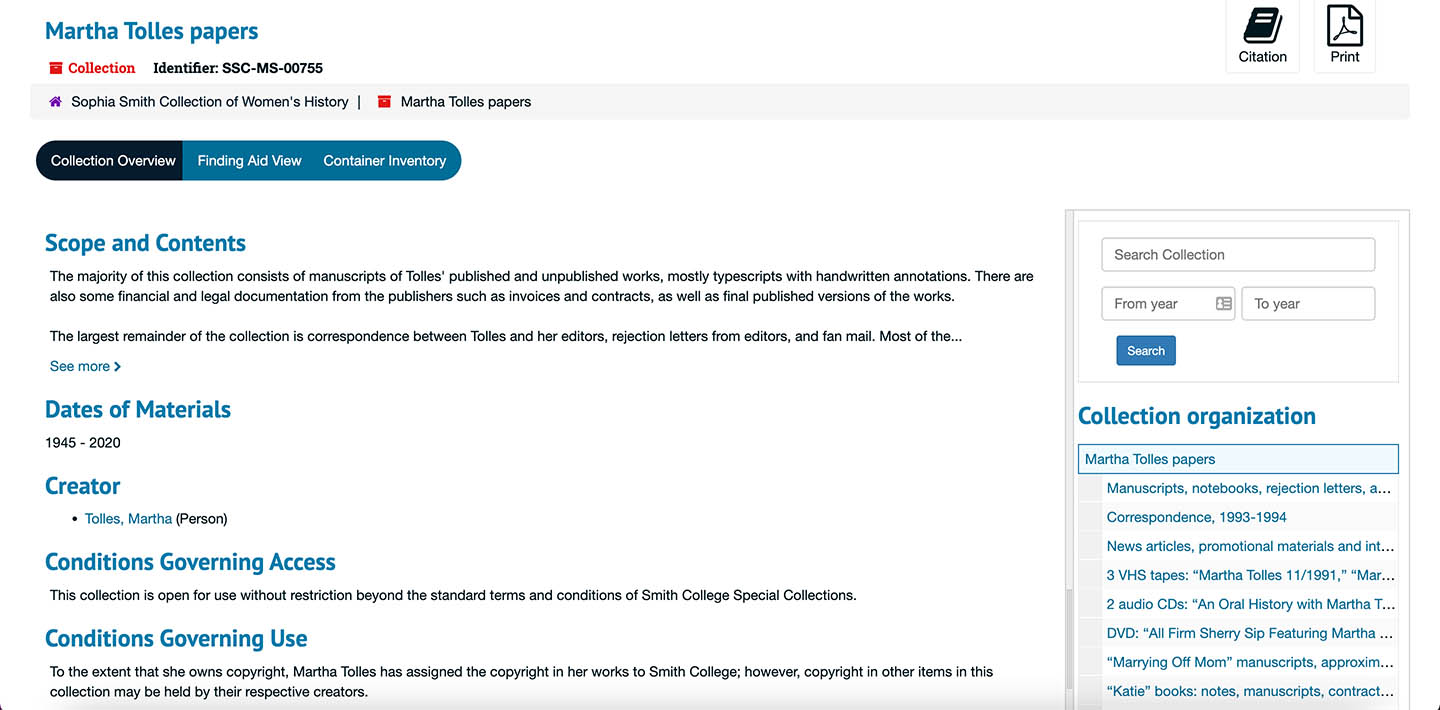 Martha Tolles papers
Citation
Print
Collection Identifier: SSC-MS-00755
Sophia Smith Collection of Women's History | Martha Tolles papers
Collection Overview Finding Aid View Container Inventory
Scope and Contents
The majority of this collection consists of manuscripts of Tolles' published and unpublished works, mostly typescripts with handwritten annotations. There are
also some financial and legal documentation from the publishers such as invoices and contracts, as well as final published versions of the works.
The largest remainder of the collection is correspondence between Tolles and her editors, rejection letters from editors, and fan mail. Most of the...
See more
Dates of Materials
1945 - 2020
Creator
• Tolles, Martha (Person)
Conditions Governing Access
This collection is open for use without restriction beyond the standard terms and conditions of Smith College Special Collections.
Conditions Governing Use
To the extent that she owns copyright, Martha Tolles has assigned the copyright in her works to Smith College; however, copyright in other items in this
collection may be held by their respective creators.
Search Collection
From year To year
Search
Collection organization
Martha Tolles papers
Manuscripts, notebooks, rejection letters, a...
Correspondence, 1993-1994
News articles, promotional materials and int...
3 VHS tapes: “Martha Tolles 11/1991,” “Mar...
2 audio CDs: “An Oral History with Martha T...
DVD: “All Firm Sherry Sip Featuring Martha ...
“Marrying Off Mom” manuscripts, approxim...
“Katie” books: notes, manuscripts, contract...